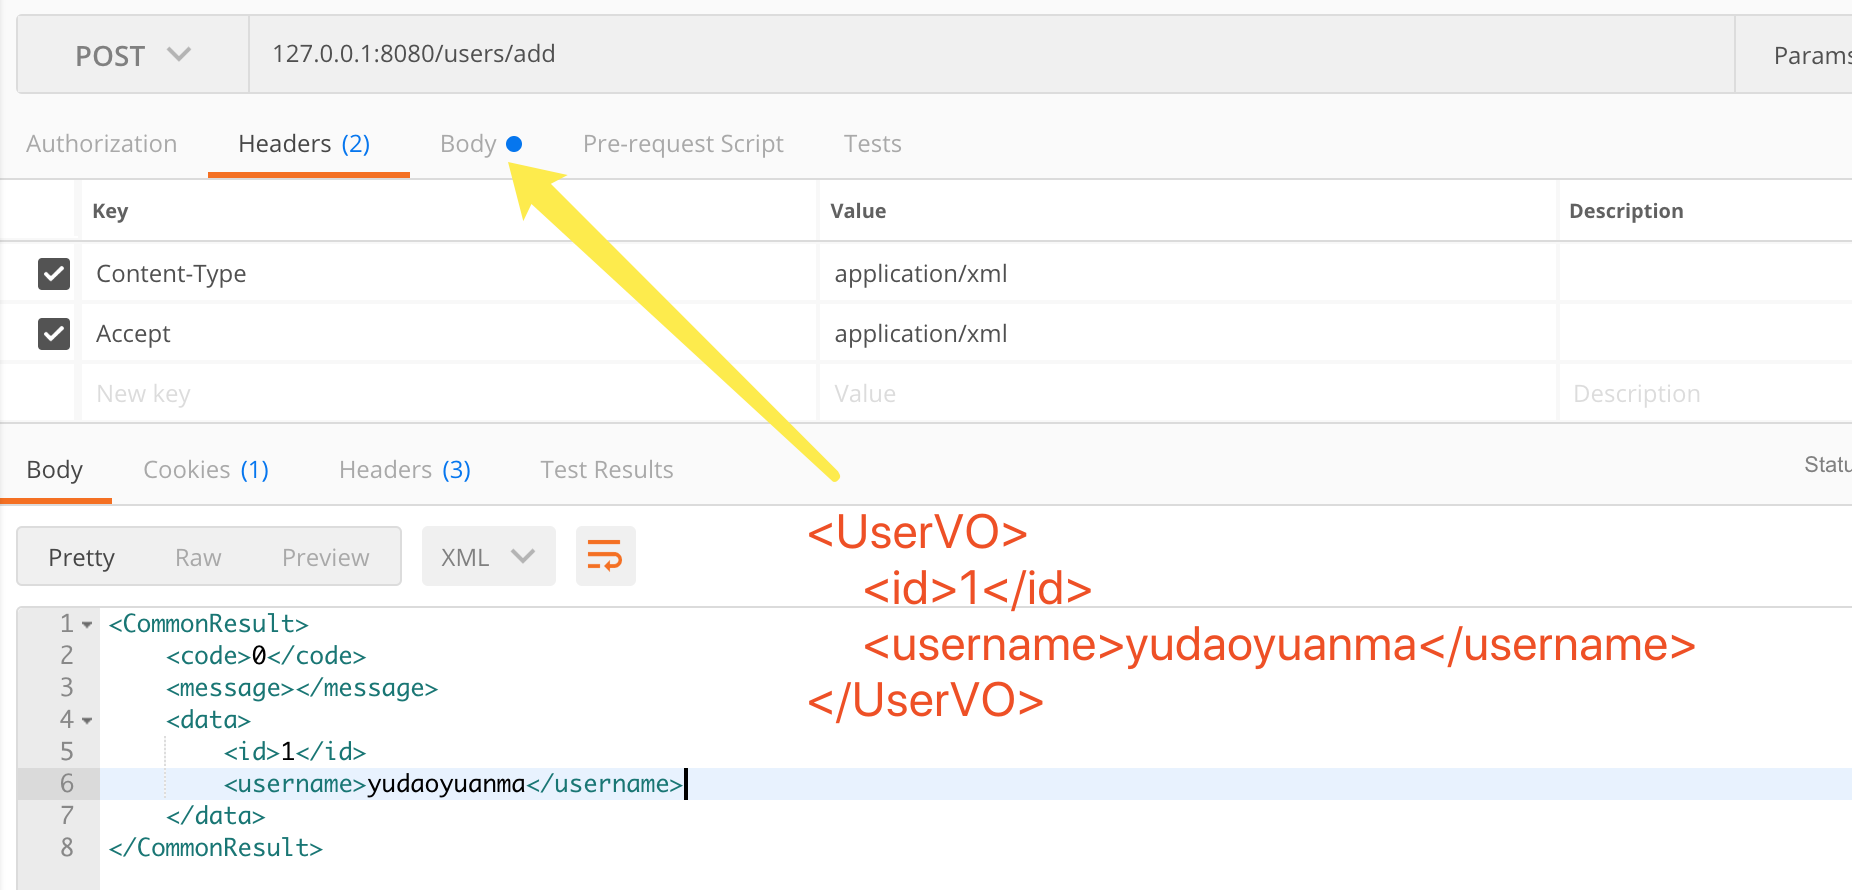 POST 127.0.0.1:8080/users/add Params
Authorization Headers (2) Body Pre-request Script Tests
Key Value Description
Content-Type application/xml
Accept application/xml
New key Value Description
Body Cookies (1) Headers (3) Test Results Statu
Pretty Raw Preview XML
<UserVO>
<id>1</id>
<username>yudaoyuanma</username>
</UserVO>
1 <CommonResult>
2 <code>0</code>
3 <message></message>
4 <data>
5 <id>1</id>
6 <username>yudaoyuanma</username>
7 </data>
8 </CommonResult>